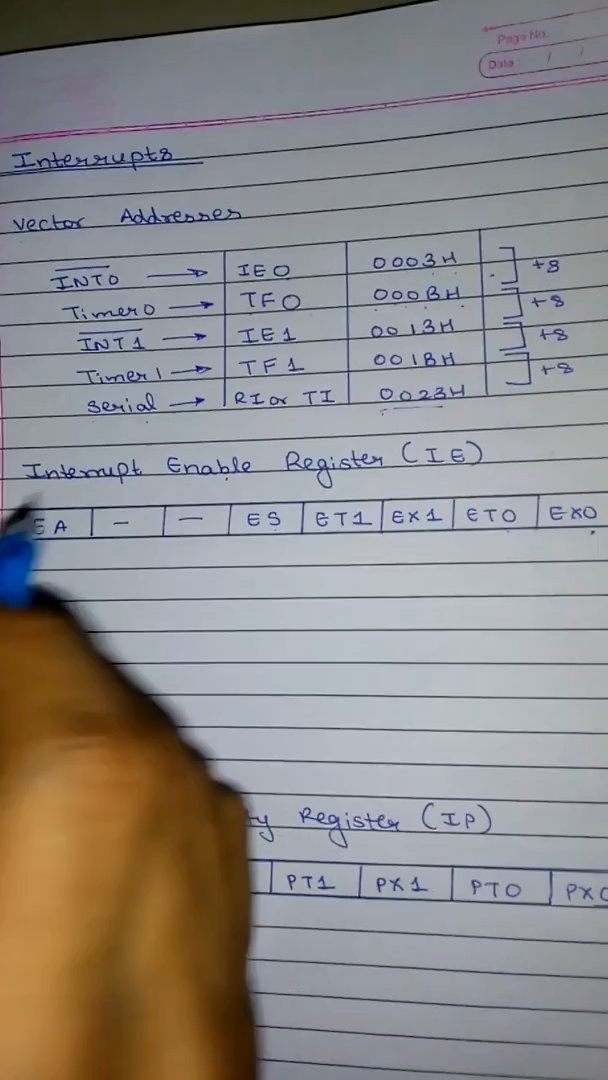 Page No.
Date: / /
Interrupts
Vector Addresses
INT0 → IE0 0003H
+8
Timer0 → TF0 000BH
+8
INT1 → IE1 0013H
+8
Timer1 → TF1 001BH
+8
Serial → RI or TI 0023H
Interrupt Enable Register (IE)
EA - - ES ET1 EX1 ET0 EX0
Register (IP)
PT1 PX1 PT0